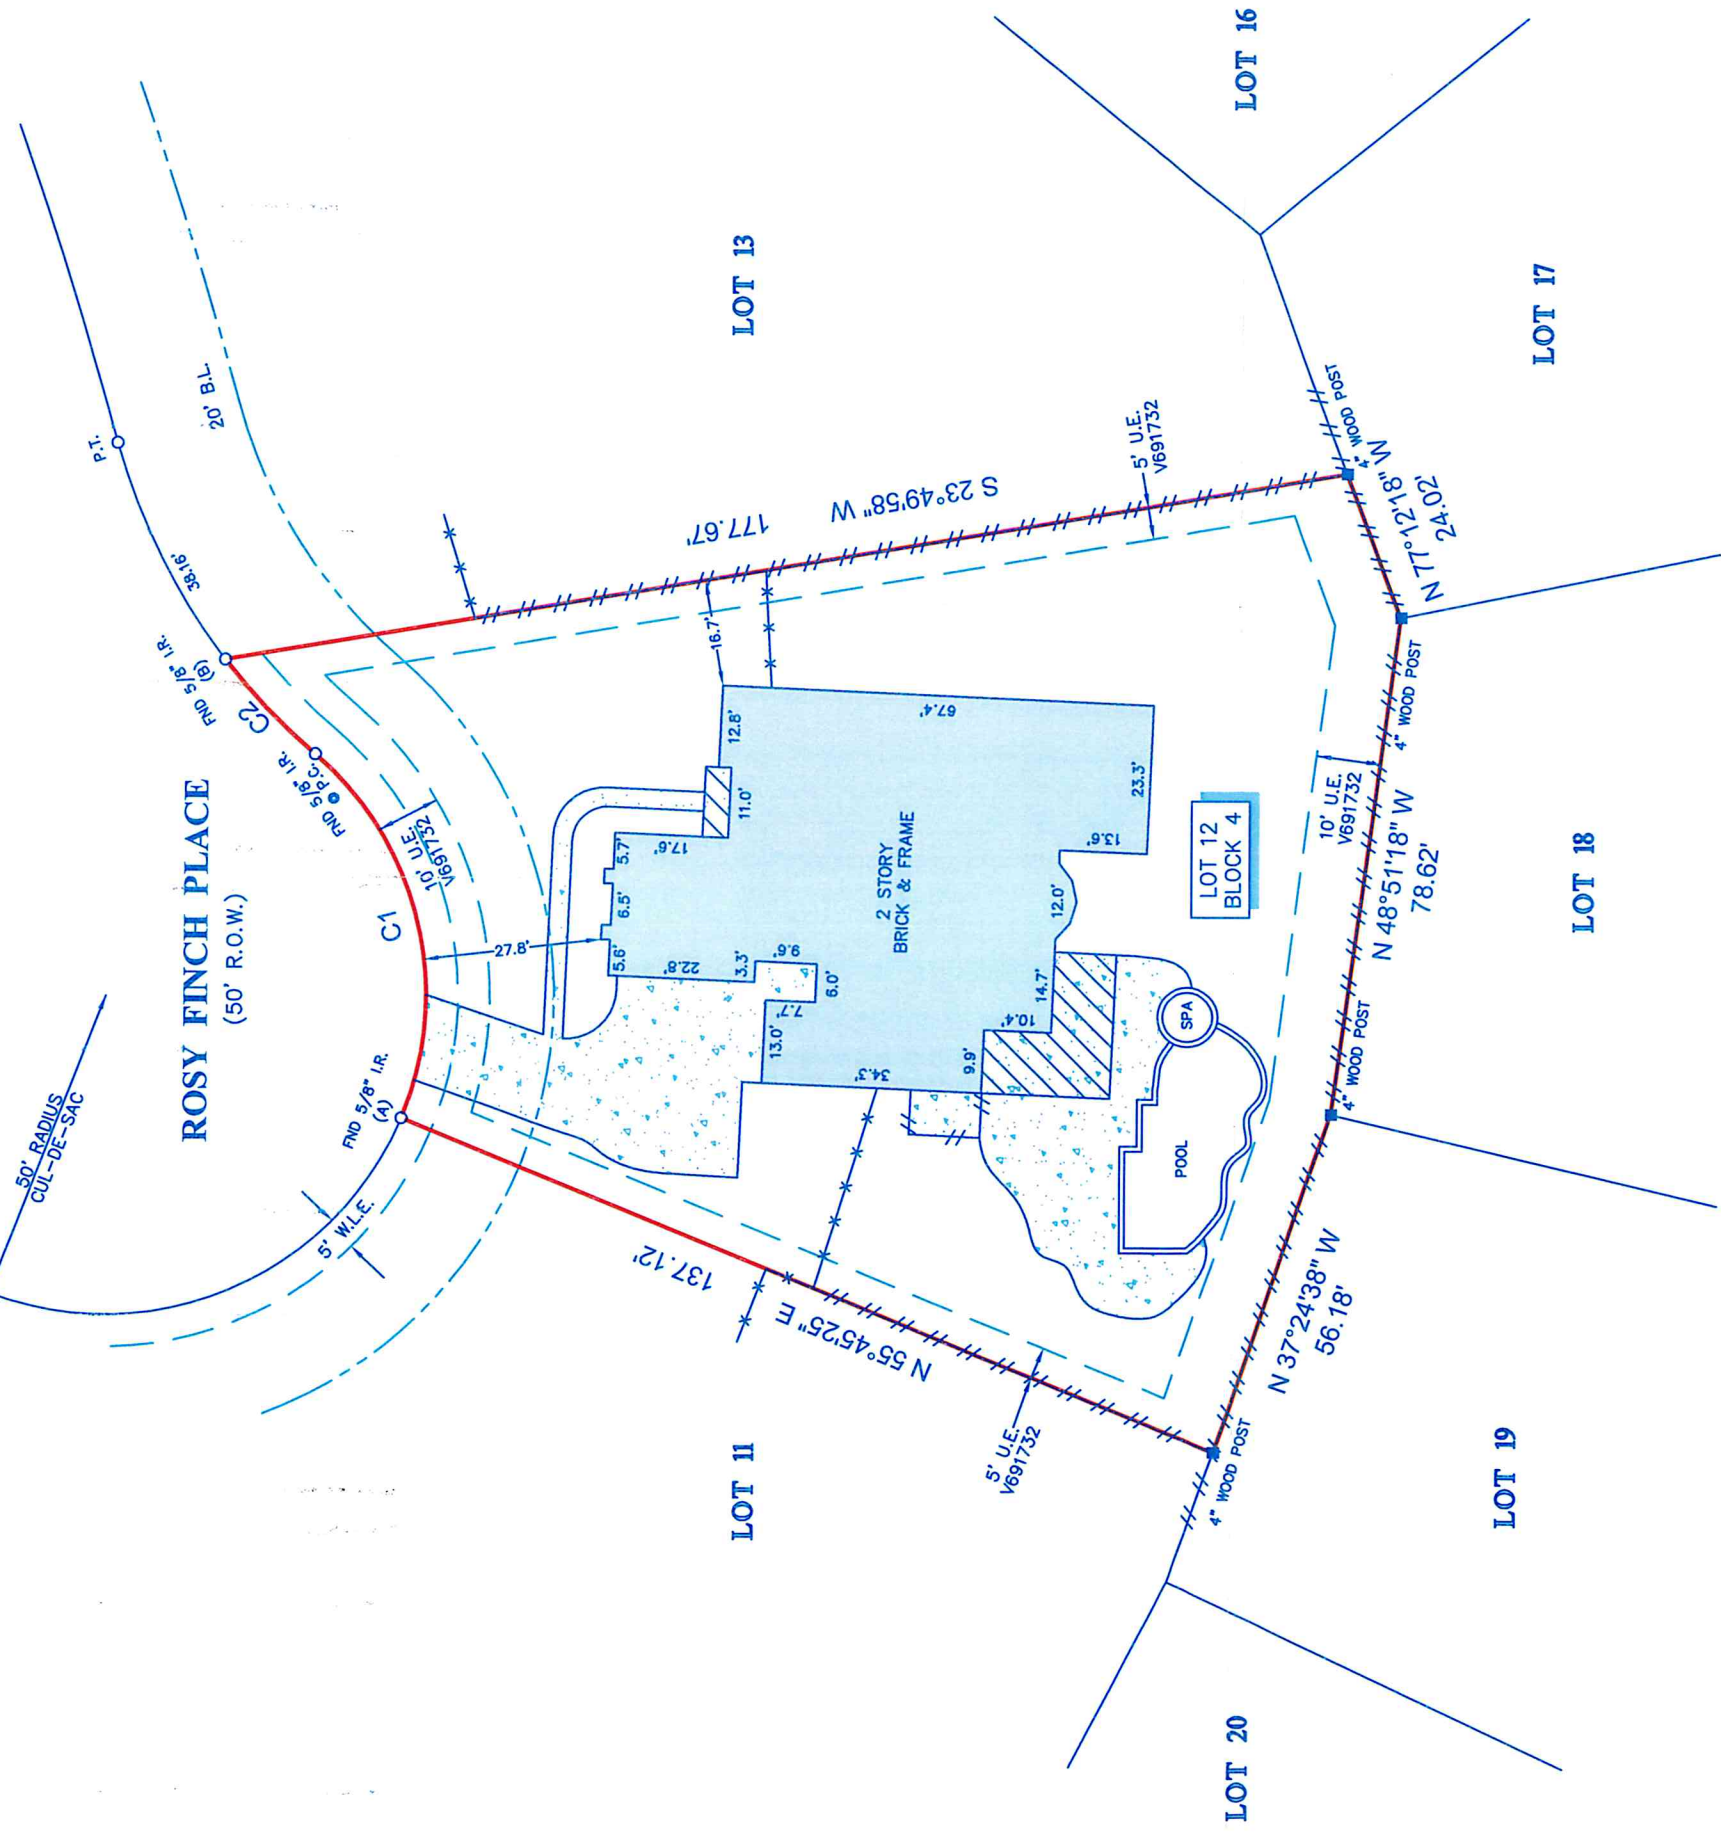 50' RADIUS
CUL-DE-SAC
ROSY FINCH PLACE
(50' R.O.W.)
P.T.
38.16'
20' B.L.
FND 5/8" I.R.
(B)
C2
FND 5/8" I.R.
@ P.C.
C1
10' U.E.
V691732
FND 5/8" I.R.
(A)
5' W.L.E.
27.8'
LOT 13
LOT 16
LOT 17
LOT 18
LOT 19
LOT 20
LOT 11
S 23°49'58" W
177.67'
5' U.E.
V691732
16.7'
12.8'
11.0'
17.6'
5.7'
6.5'
5.6'
22.8'
3.3'
9.6'
6.0'
7.7'
13.0'
34.3'
9.9'
10.4'
14.7'
12.0'
13.6'
23.3'
67.4'
2 STORY
BRICK & FRAME
LOT 12
BLOCK 4
SPA
POOL
10' U.E.
V691732
4" WOOD POST
N 77°12'18" W
24.02'
4" WOOD POST
N 48°51'18" W
78.62'
4" WOOD POST
N 37°24'38" W
56.18'
4" WOOD POST
5' U.E.
V691732
N 55°45'25" E
137.12'